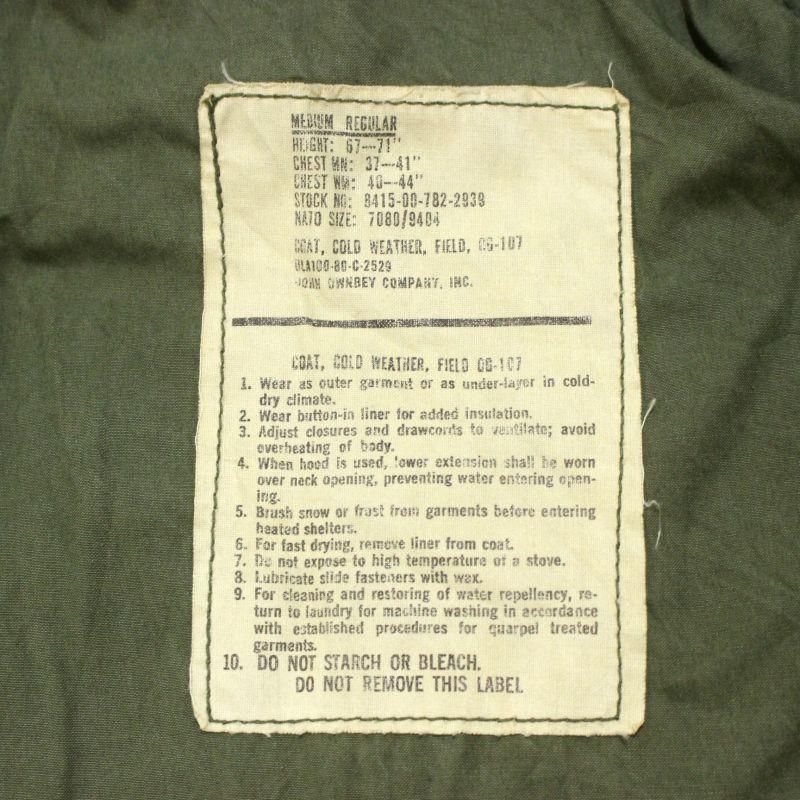 MEDIUM REGULAR
HEIGHT: 67--71"
CHEST MN: 37--41"
CHEST WM: 40--44"
STOCK NO: 8415-00-782-2939
NATO SIZE: 7080/9404
COAT, COLD WEATHER, FIELD, OG-107
DLA100-80-C-2529
JOHN OWNBEY COMPANY, INC.
COAT, COLD WEATHER, FIELD OG-107
1. Wear as outer garment or as under-layer in cold-
dry climate.
2. Wear button-in liner for added insulation.
3. Adjust closures and drawcords to ventilate; avoid
overheating of body.
4. When hood is used, lower extension shall be worn
over neck opening, preventing water entering open-
ing.
5. Brush snow or frost from garments before entering
heated shelters.
6. For fast drying, remove liner from coat.
7. Do not expose to high temperature of a stove.
8. Lubricate slide fasteners with wax.
9. For cleaning and restoring of water repellency, re-
turn to laundry for machine washing in accordance
with established procedures for quarpel treated
garments.
10. DO NOT STARCH OR BLEACH.
DO NOT REMOVE THIS LABEL